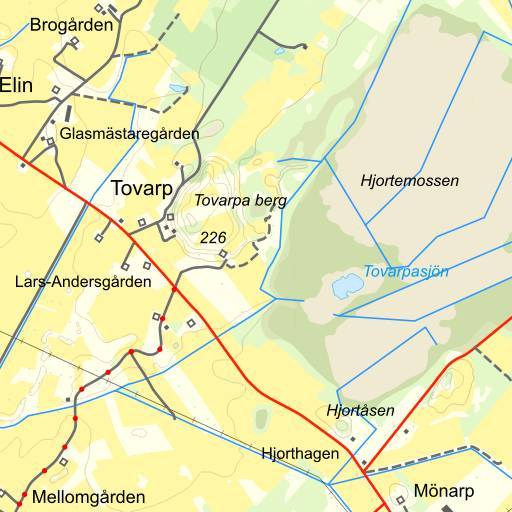 Brogården
Elin
Glasmästaregården
Tovarp
Tovarpa berg
Hjortemossen
226
Tovarpasjön
Lars-Andersgården
Hjortåsen
Hjorthagen
Mellomgården
Mönarp